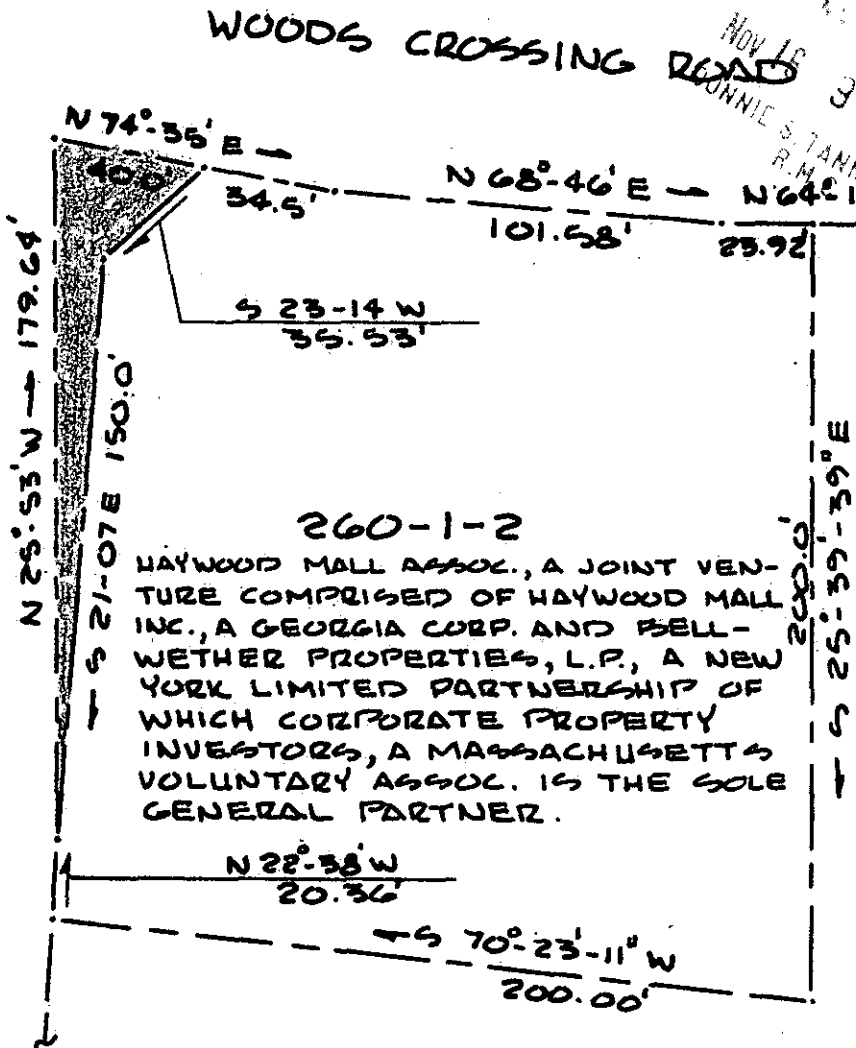 WOODS CROSSING ROAD
NOV 16
N 74°-35' E
40.0'
34.5'
N 68°-46' E
101.58'
N 64°-1
23.92'
S 23-14 W
35.53'
N 25°-53' W 179.64'
S 21-07 E 150.0'
260-1-2
HAYWOOD MALL ASSOC., A JOINT VEN-
TURE COMPRISED OF HAYWOOD MALL
INC., A GEORGIA CORP. AND BELL-
WETHER PROPERTIES, L.P., A NEW
YORK LIMITED PARTNERSHIP OF
WHICH CORPORATE PROPERTY
INVESTORS, A MASSACHUSETTS
VOLUNTARY ASSOC. IS THE SOLE
GENERAL PARTNER.
200.0'
S 25°-39'-39" E
N 22°-38' W
20.36'
S 70°-23'-11" W
200.00'